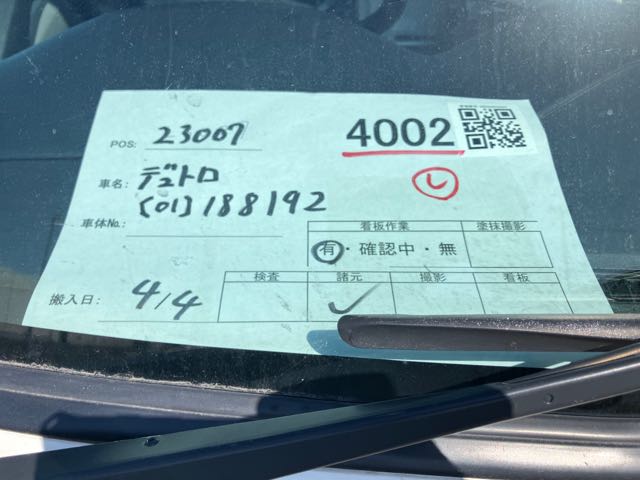 POS: 23007
4002
車名: デュトロ
し
車体No.: (01)188192
看板作業 塗抹撮影
有・確認中・無
検査 諸元 撮影 看板
搬入日: 4/4